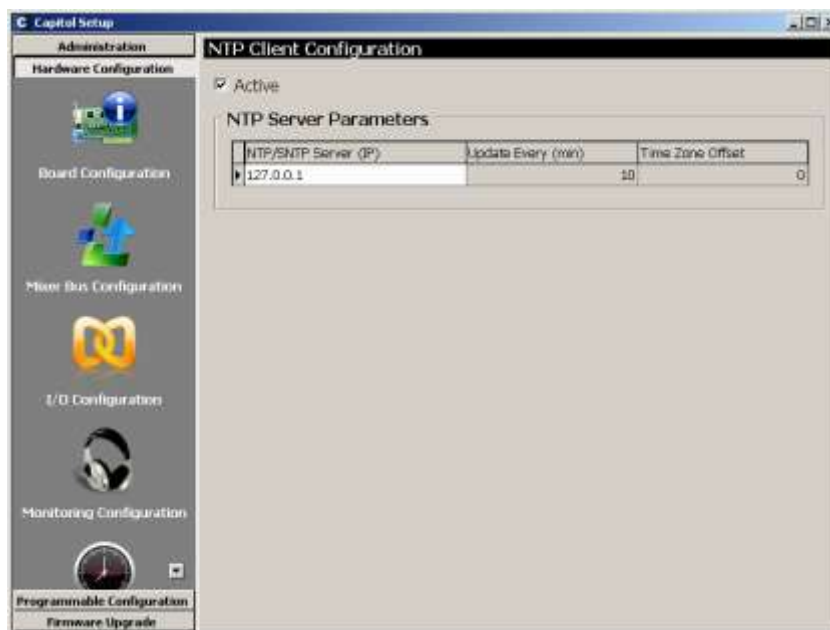 C Capitol Setup
Administration
Hardware Configuration
Board Configuration
Mixer Bus Configuration
I/O Configuration
Monitoring Configuration
Programmable Configuration
Firmware Upgrade
NTP Client Configuration
Active
NTP Server Parameters
NTP/SNTP Server (IP) Update Every (min) Time Zone Offset
127.0.0.1 10 0